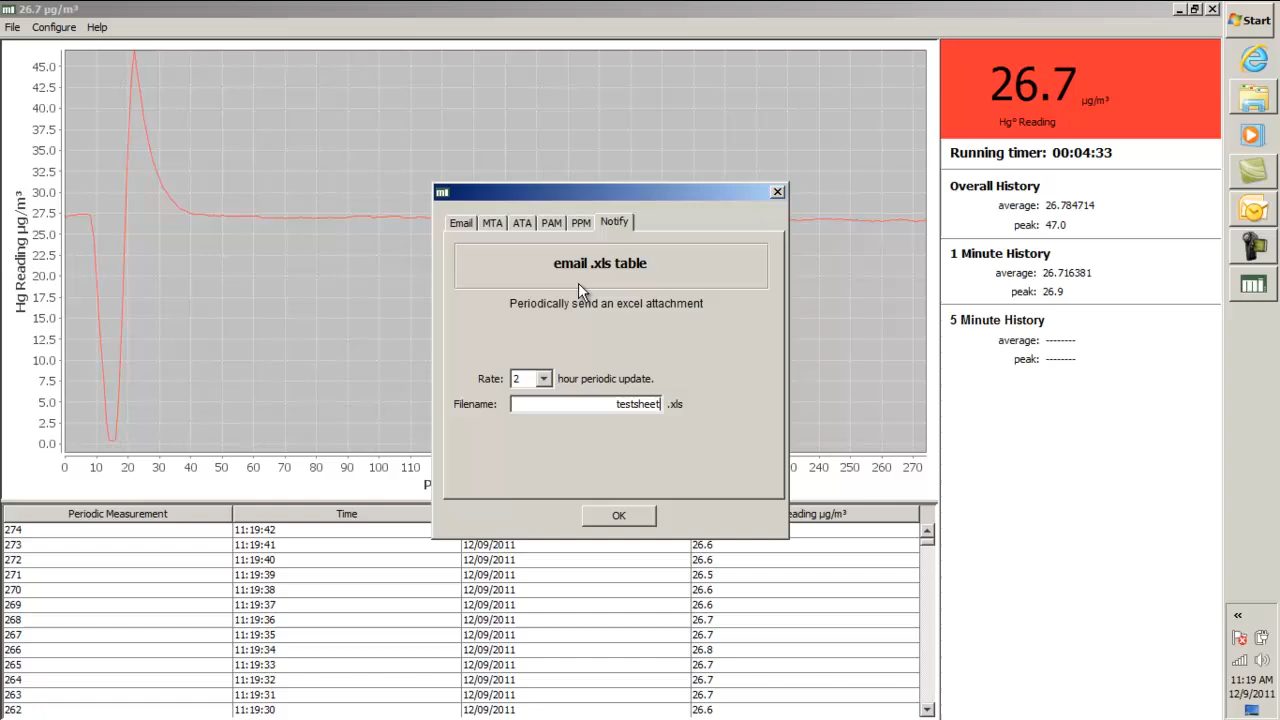 26.7 µg/m³
File Configure Help
Start
45.0
42.5
40.0
37.5
35.0
32.5
30.0
27.5
25.0
22.5
20.0
17.5
15.0
12.5
10.0
7.5
5.0
2.5
0.0
Hg Reading µg/m³
0 10 20 30 40 50 60 70 80 90 100 110 240 250 260 270
26.7 µg/m³
Hg° Reading
Running timer: 00:04:33
Overall History
average: 26.784714
peak: 47.0
1 Minute History
average: 26.716381
peak: 26.9
5 Minute History
average: --------
peak: --------
Email MTA ATA PAM PPM Notify
email .xls table
Periodically send an excel attachment
Rate: 2 hour periodic update.
Filename: testsheet .xls
OK
Periodic Measurement Time µg/m³
274 11:19:42
273 11:19:41 12/09/2011 26.6
272 11:19:40 12/09/2011 26.6
271 11:19:39 12/09/2011 26.5
270 11:19:38 12/09/2011 26.6
269 11:19:37 12/09/2011 26.6
268 11:19:36 12/09/2011 26.7
267 11:19:35 12/09/2011 26.7
266 11:19:34 12/09/2011 26.8
265 11:19:33 12/09/2011 26.7
264 11:19:32 12/09/2011 26.7
263 11:19:31 12/09/2011 26.7
262 11:19:30 12/09/2011 26.6
11:19 AM
12/9/2011